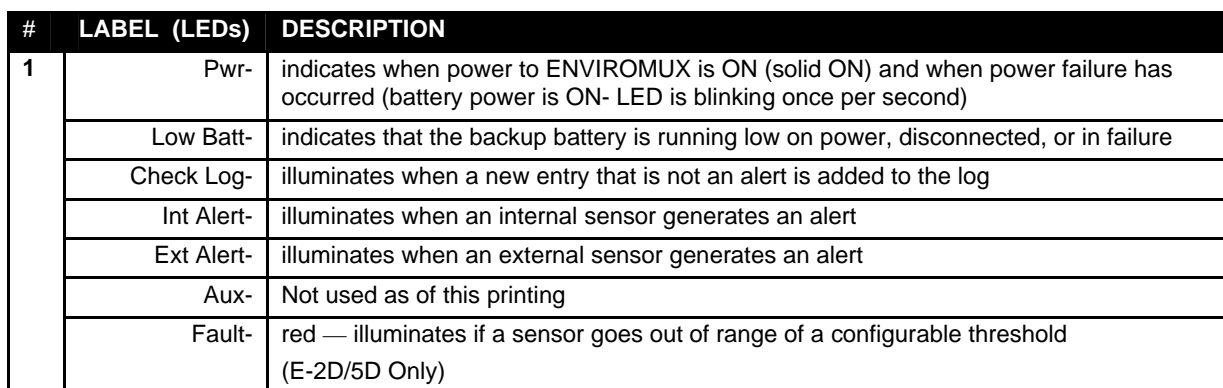 # LABEL (LEDs) DESCRIPTION
1 Pwr- indicates when power to ENVIROMUX is ON (solid ON) and when power failure has
occurred (battery power is ON- LED is blinking once per second)
Low Batt- indicates that the backup battery is running low on power, disconnected, or in failure
Check Log- illuminates when a new entry that is not an alert is added to the log
Int Alert- illuminates when an internal sensor generates an alert
Ext Alert- illuminates when an external sensor generates an alert
Aux- Not used as of this printing
Fault- red — illuminates if a sensor goes out of range of a configurable threshold
(E-2D/5D Only)